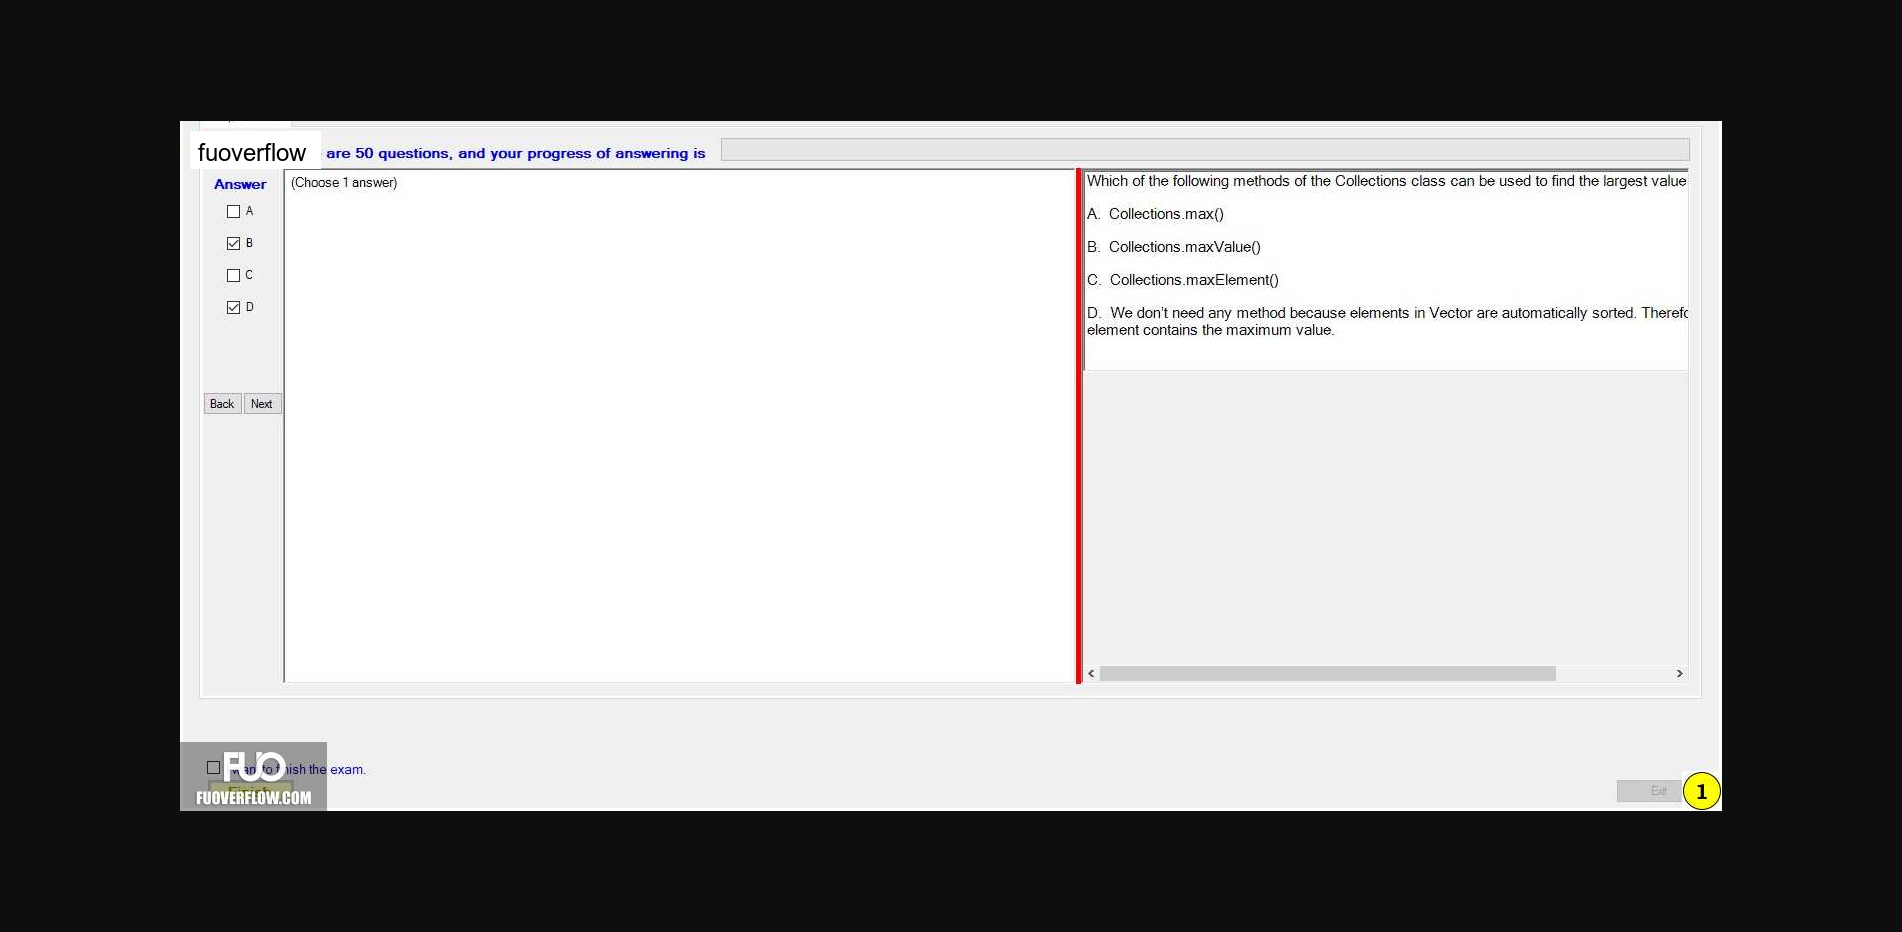 fuoverflow are 50 questions, and your progress of answering is
Answer
(Choose 1 answer)
A
B
C
D
Back Next
Which of the following methods of the Collections class can be used to find the largest value
A. Collections.max()
B. Collections.maxValue()
C. Collections.maxElement()
D. We don't need any method because elements in Vector are automatically sorted. Therefo
element contains the maximum value.
FUO
want to finish the exam.
Finish
FUOVERFLOW.COM
Exit
1